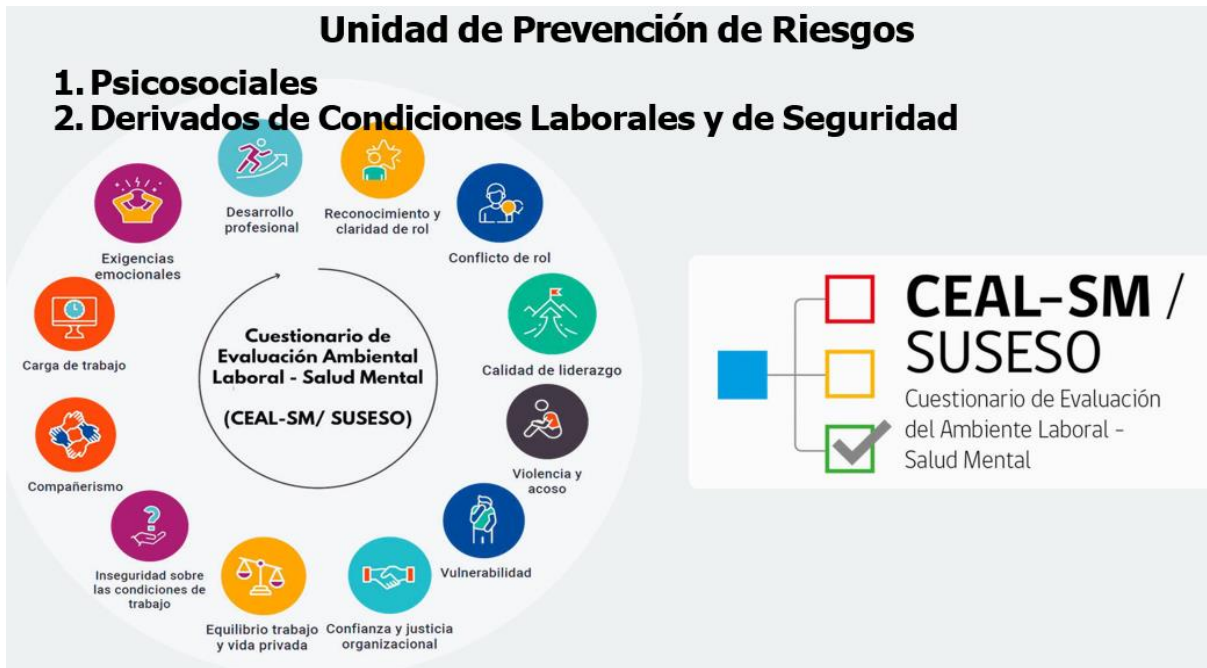 Unidad de Prevención de Riesgos
1. Psicosociales
2. Derivados de Condiciones Laborales y de Seguridad
Desarrollo
profesional
Reconocimiento y
claridad de rol
Exigencias
emocionales
Conflicto de rol
Carga de trabajo
Calidad de liderazgo
Cuestionario de
Evaluación Ambiental
Laboral - Salud Mental
(CEAL-SM/ SUSESO)
Compañerismo
Violencia y
acoso
Inseguridad sobre
las condiciones de
trabajo
Vulnerabilidad
Equilibrio trabajo
y vida privada
Confianza y justicia
organizacional
CEAL-SM /
SUSESO
Cuestionario de Evaluación
del Ambiente Laboral -
Salud Mental